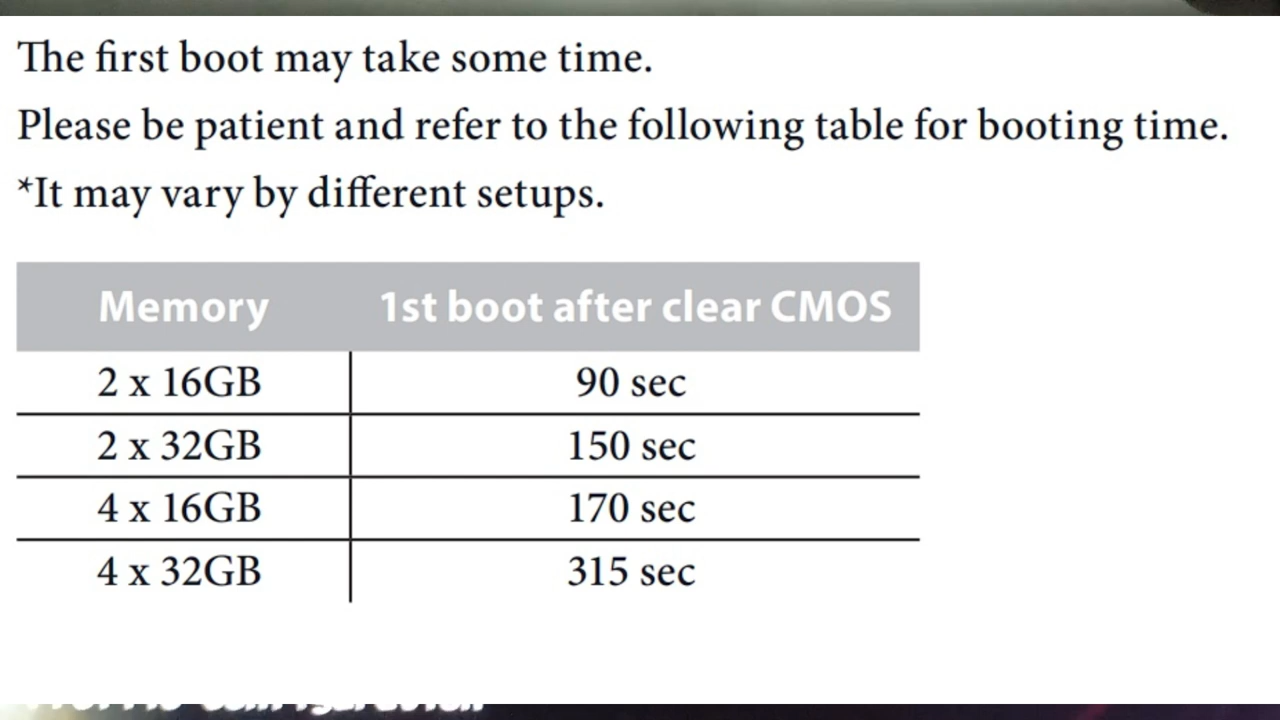 The first boot may take some time.
Please be patient and refer to the following table for booting time.
*It may vary by different setups.
Memory 1st boot after clear CMOS
2 x 16GB 90 sec
2 x 32GB 150 sec
4 x 16GB 170 sec
4 x 32GB 315 sec